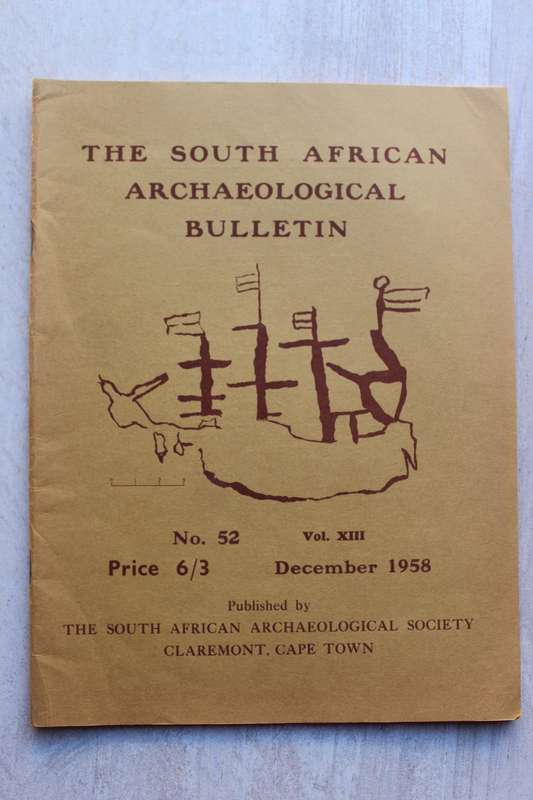 THE SOUTH AFRICAN
ARCHAEOLOGICAL
BULLETIN
No. 52 Vol. XIII
Price 6/3 December 1958
Published by
THE SOUTH AFRICAN ARCHAEOLOGICAL SOCIETY
CLAREMONT, CAPE TOWN